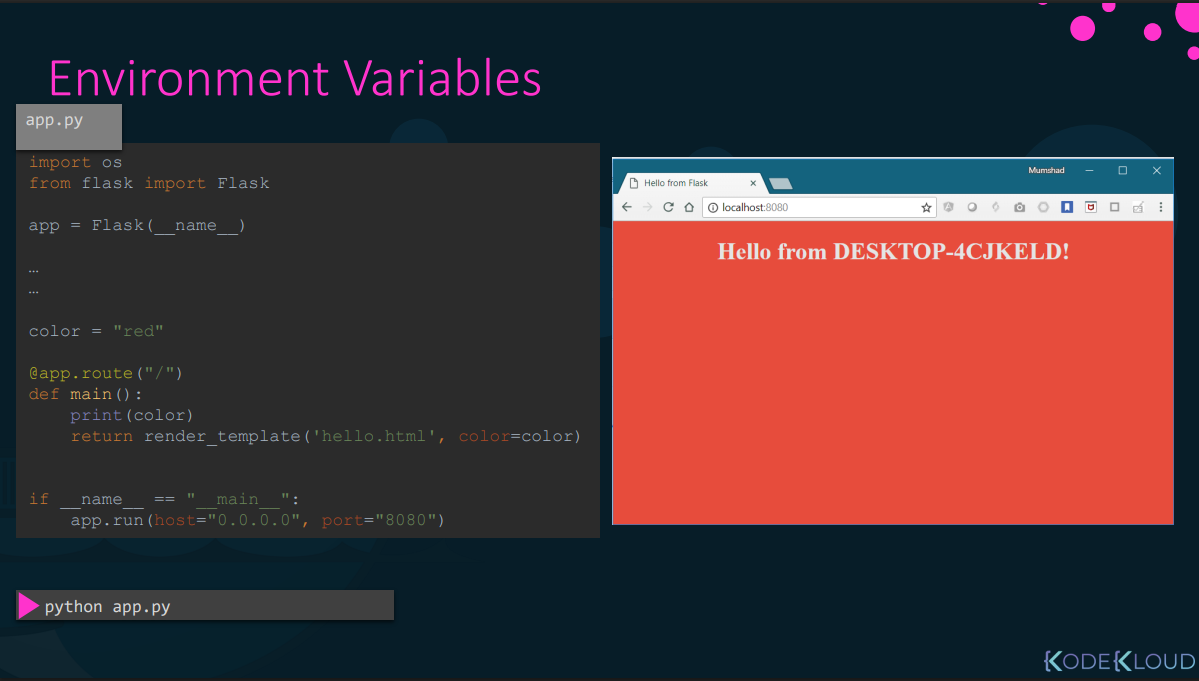 Environment Variables
app.py
import os
from flask import Flask
app = Flask(__name__)
…
…
color = "red"
@app.route("/")
def main():
    print(color)
    return render_template('hello.html', color=color)
if __name__ == "__main__":
    app.run(host="0.0.0.0", port="8080")
python app.py
Mumshad
Hello from Flask
localhost:8080
Hello from DESKTOP-4CJKELD!
KODEKLOUD